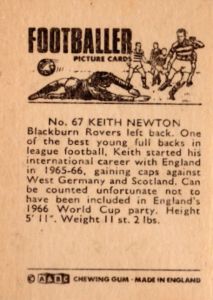 FOOTBALLER
PICTURE CARDS
No. 67 KEITH NEWTON
Blackburn Rovers left back. One
of the best young full backs in
league football, Keith started his
international career with England
in 1965-66, gaining caps against
West Germany and Scotland. Can
be counted unfortunate not to
have been included in England's
1966 World Cup party. Height
5' 11". Weight 11 st. 2 lbs.
© A&BC CHEWING GUM - MADE IN ENGLAND